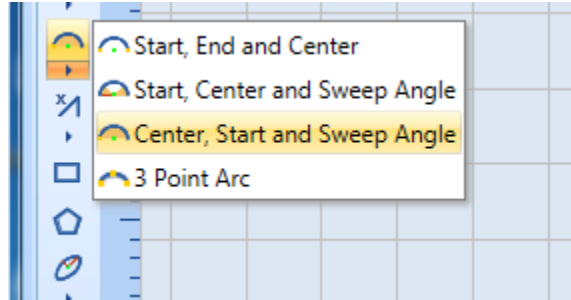 Start, End and Center
Start, Center and Sweep Angle
Center, Start and Sweep Angle
3 Point Arc